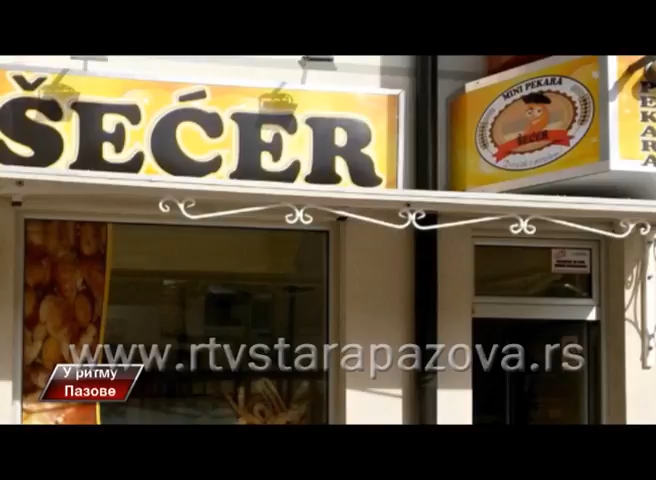 ŠEĆER
MINI PEKARA
ŠEĆER
PEKARA
www.rtvstarapazova.rs
У ритму
Пазове